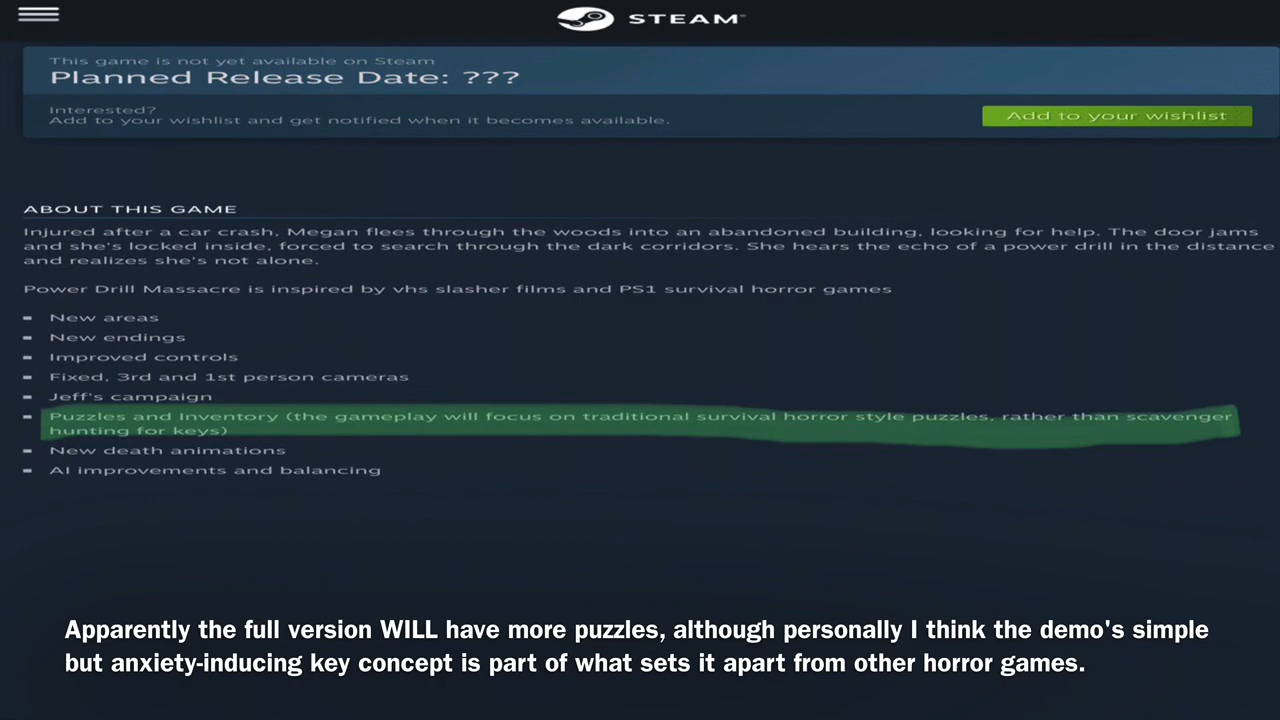 STEAM
This game is not yet available on Steam
Planned Release Date: ???
Interested?
Add to your wishlist and get notified when it becomes available.
Add to your wishlist
ABOUT THIS GAME
Injured after a car crash, Megan flees through the woods into an abandoned building, looking for help. The door jams
and she's locked inside, forced to search through the dark corridors. She hears the echo of a power drill in the distance
and realizes she's not alone.
Power Drill Massacre is inspired by vhs slasher films and PS1 survival horror games
New areas
New endings
Improved controls
Fixed, 3rd and 1st person cameras
Jeff's campaign
Puzzles and Inventory (the gameplay will focus on traditional survival horror style puzzles, rather than scavenger
hunting for keys)
New death animations
AI improvements and balancing
Apparently the full version WILL have more puzzles, although personally I think the demo's simple
but anxiety-inducing key concept is part of what sets it apart from other horror games.